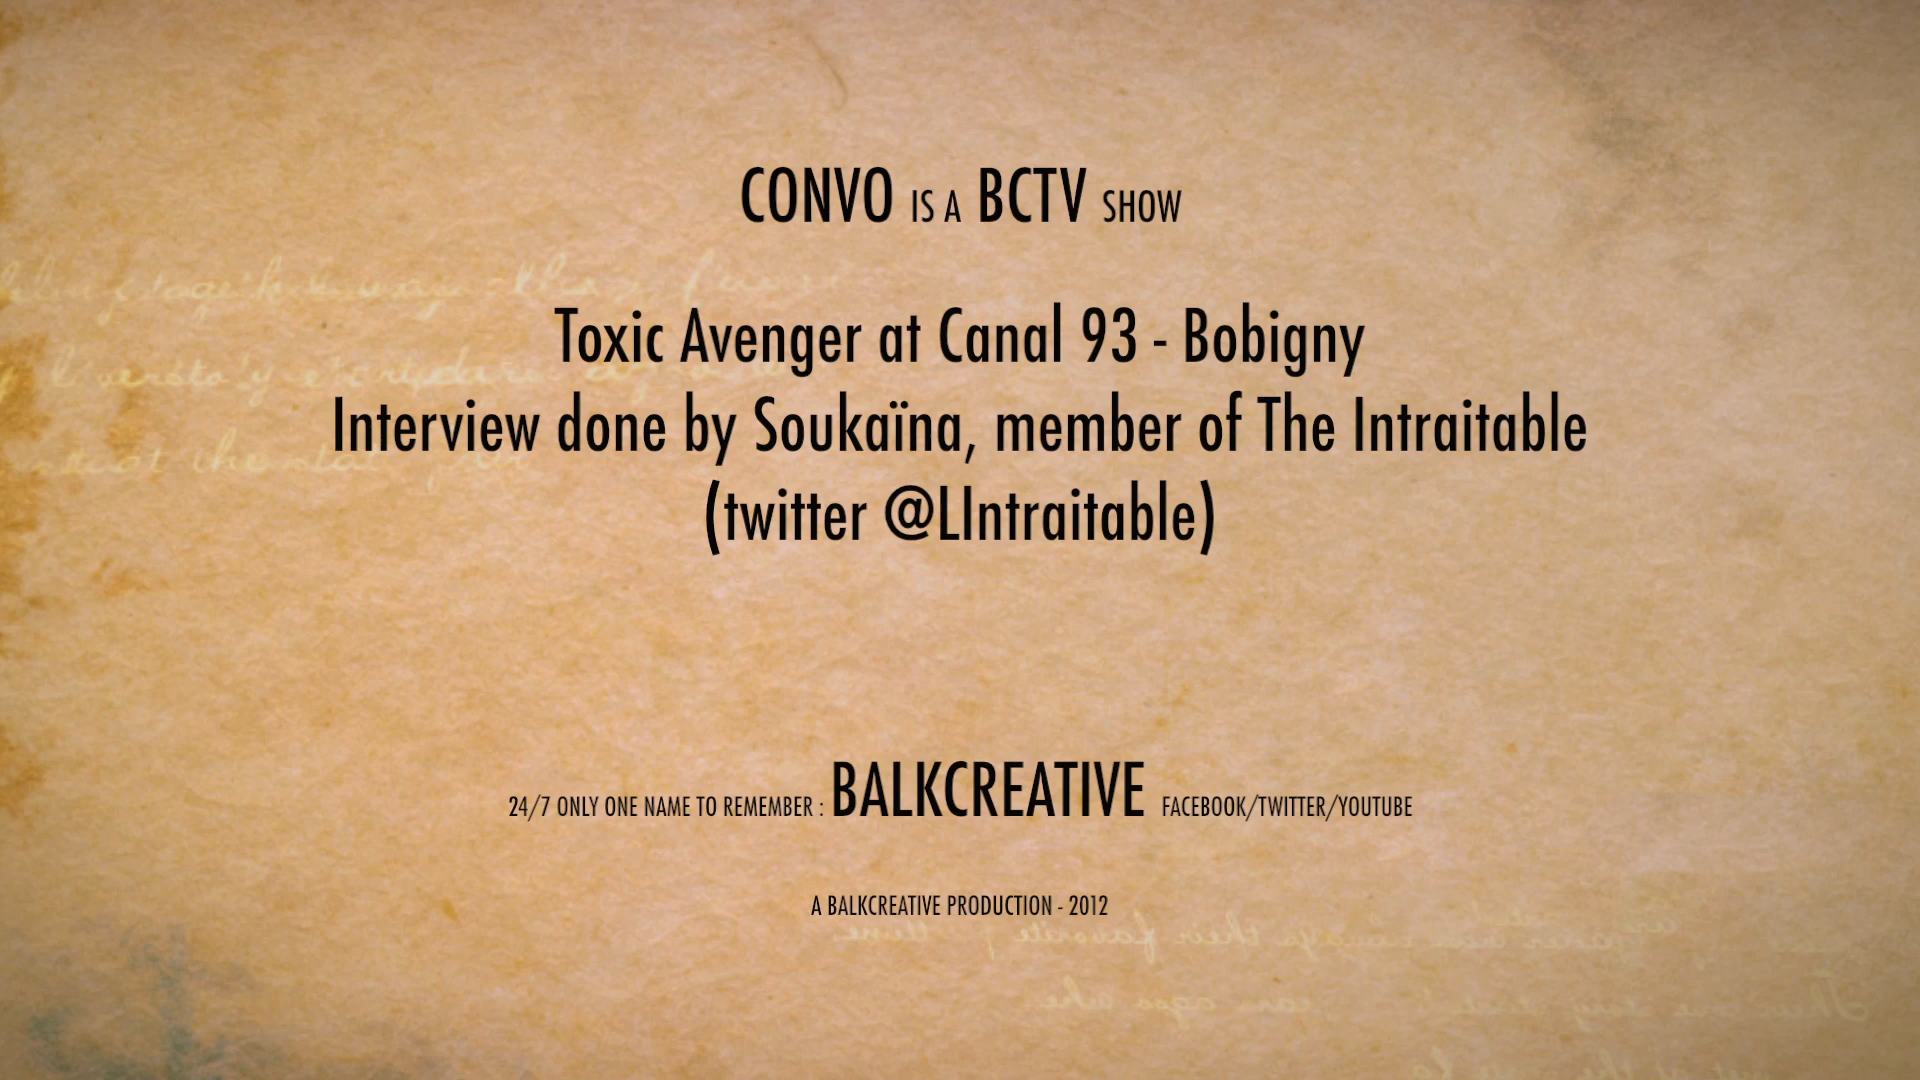 CONVO IS A BCTV SHOW
Toxic Avenger at Canal 93 - Bobigny
Interview done by Soukaïna, member of The Intraitable
(twitter @LIntraitable)
24/7 ONLY ONE NAME TO REMEMBER : BALKCREATIVE FACEBOOK/TWITTER/YOUTUBE
A BALKCREATIVE PRODUCTION - 2012